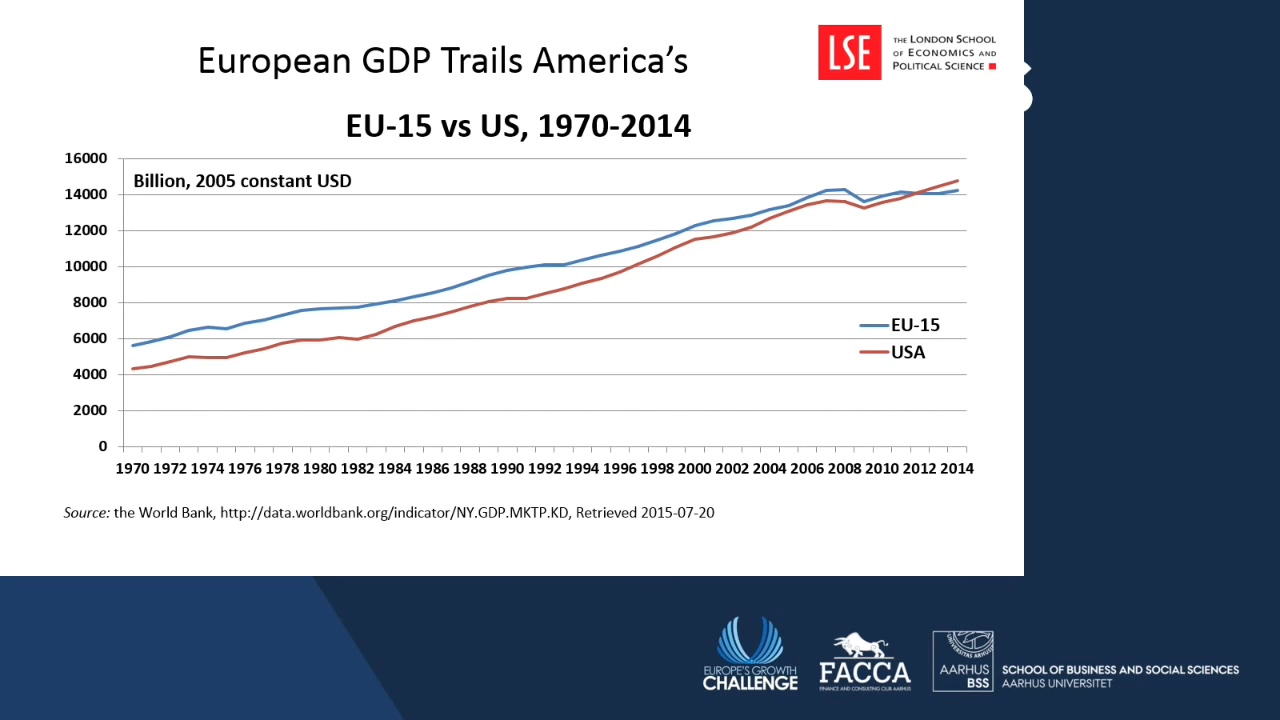 European GDP Trails America's
LSE
THE LONDON SCHOOL
OF ECONOMICS AND
POLITICAL SCIENCE
EU-15 vs US, 1970-2014
Billion, 2005 constant USD
16000
14000
12000
10000
8000
6000
4000
2000
0
EU-15
USA
1970 1972 1974 1976 1978 1980 1982 1984 1986 1988 1990 1992 1994 1996 1998 2000 2002 2004 2006 2008 2010 2012 2014
Source: the World Bank, http://data.worldbank.org/indicator/NY.GDP.MKTP.KD, Retrieved 2015-07-20
EUROPE'S GROWTH
CHALLENGE
FACCA
FINANCE AND CONSULTING CLUB AARHUS
AARHUS
BSS
SCHOOL OF BUSINESS AND SOCIAL SCIENCES
AARHUS UNIVERSITET